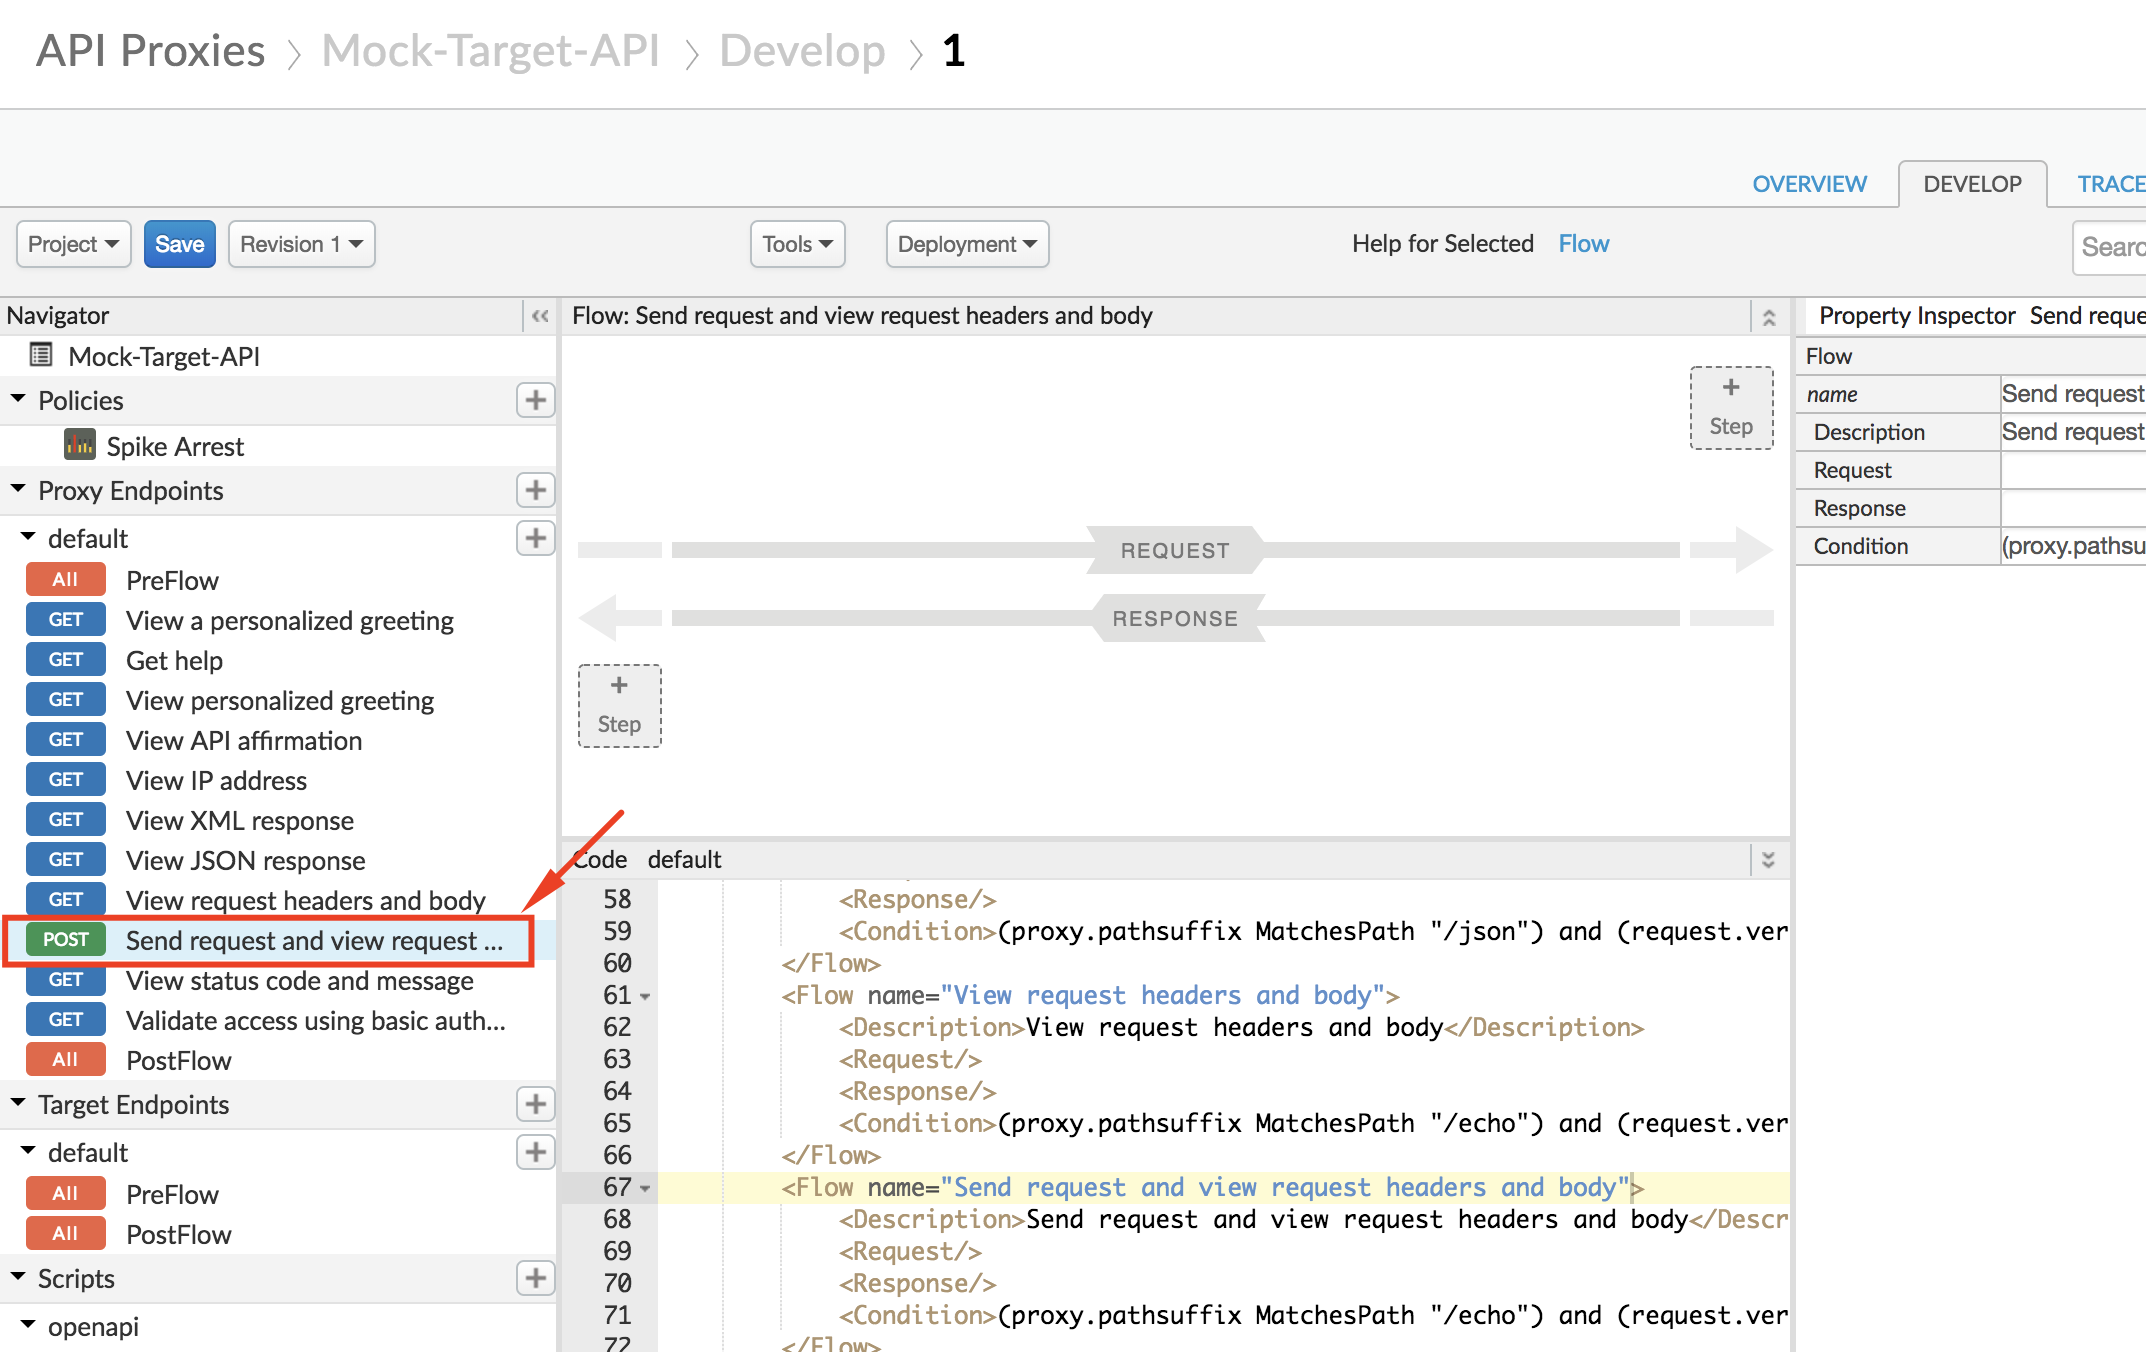 API Proxies > Mock-Target-API > Develop > 1
OVERVIEW
DEVELOP
TRACE
Project
Save
Revision 1
Tools
Deployment
Help for Selected Flow
Searc
Navigator
Mock-Target-API
Policies
Spike Arrest
Proxy Endpoints
default
All PreFlow
GET View a personalized greeting
GET Get help
GET View personalized greeting
GET View API affirmation
GET View IP address
GET View XML response
GET View JSON response
GET View request headers and body
POST Send request and view request ...
GET View status code and message
GET Validate access using basic auth...
All PostFlow
Target Endpoints
default
All PreFlow
All PostFlow
Scripts
openapi
Flow: Send request and view request headers and body
+
Step
REQUEST
RESPONSE
+
Step
Code default
58 <Response/>
59 <Condition>(proxy.pathsuffix MatchesPath "/json") and (request.ver
60 </Flow>
61 <Flow name="View request headers and body">
62 <Description>View request headers and body</Description>
63 <Request/>
64 <Response/>
65 <Condition>(proxy.pathsuffix MatchesPath "/echo") and (request.ver
66 </Flow>
67 <Flow name="Send request and view request headers and body">
68 <Description>Send request and view request headers and body</Descr
69 <Request/>
70 <Response/>
71 <Condition>(proxy.pathsuffix MatchesPath "/echo") and (request.ver
72 </Flow>
Property Inspector Send reque
Flow
name Send request
Description Send request
Request
Response
Condition (proxy.pathsu